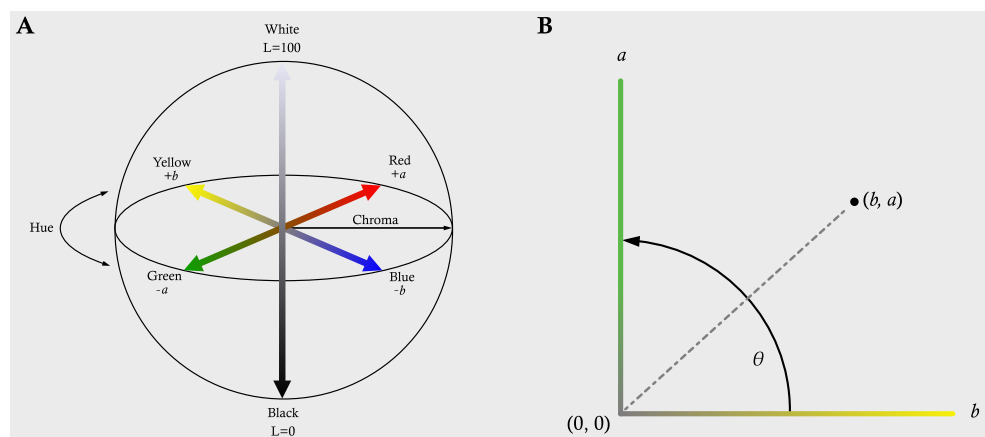 A
White
L=100
Yellow
+b
Red
+a
Hue
Chroma
Green
-a
Blue
-b
Black
L=0
B
a
(b, a)
θ
b
(0, 0)